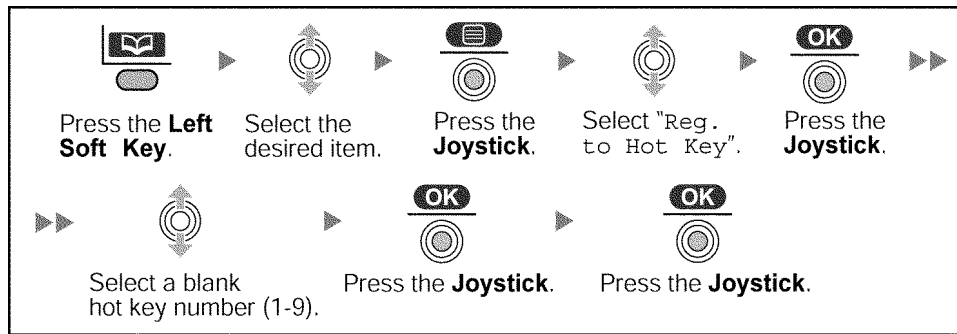 OK
Press the Left
Soft Key.
Select the
desired item.
Press the
Joystick.
Select "Reg.
to Hot Key".
Press the
Joystick.
OK
OK
Select a blank
hot key number (1-9).
Press the Joystick.
Press the Joystick.